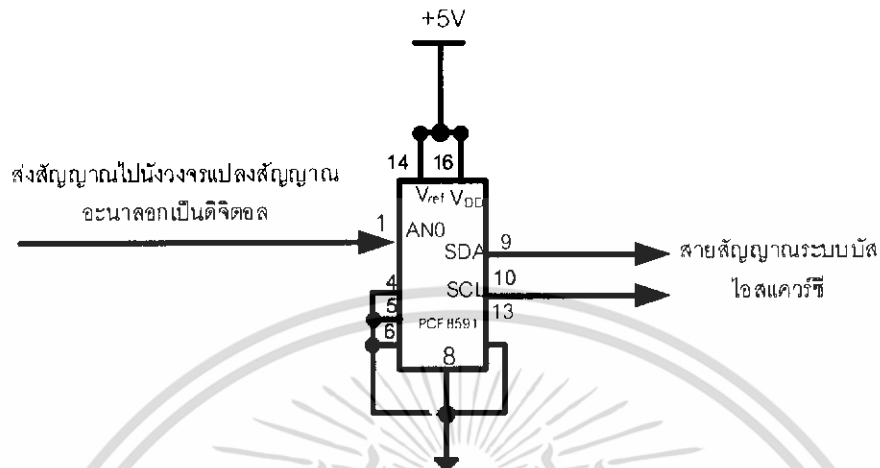 +5V
14 16
ส่งสัญญาณไปนังวงจรแปลงสัญญาณ
อะนาลอกเป็นดิจิตอล
Vref VDD
1 AN0
SDA 9
สายสัญญาณระบบบัส
ไอสแควร์ซี
4 SCL 10
5 PCF8591 13
6
8